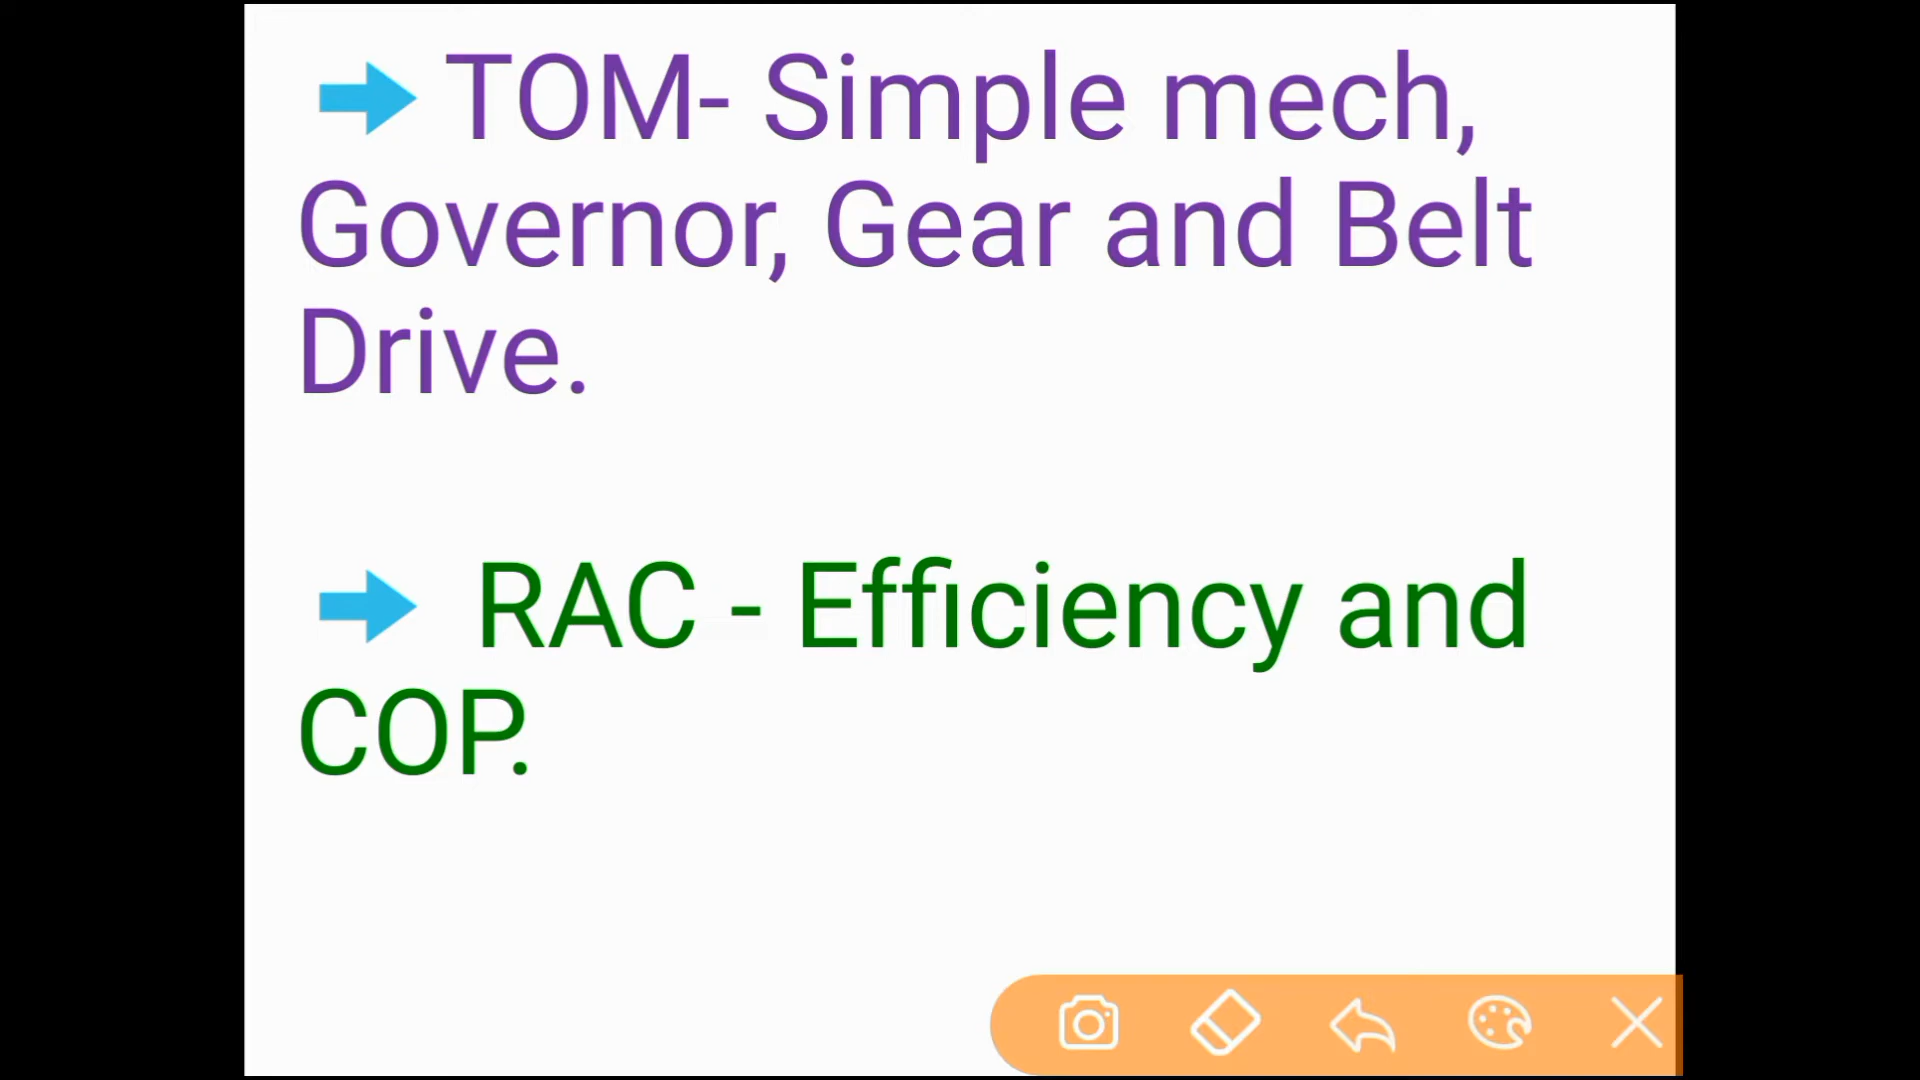 TOM- Simple mech,
Governor, Gear and Belt
Drive.
RAC - Efficiency and
COP.